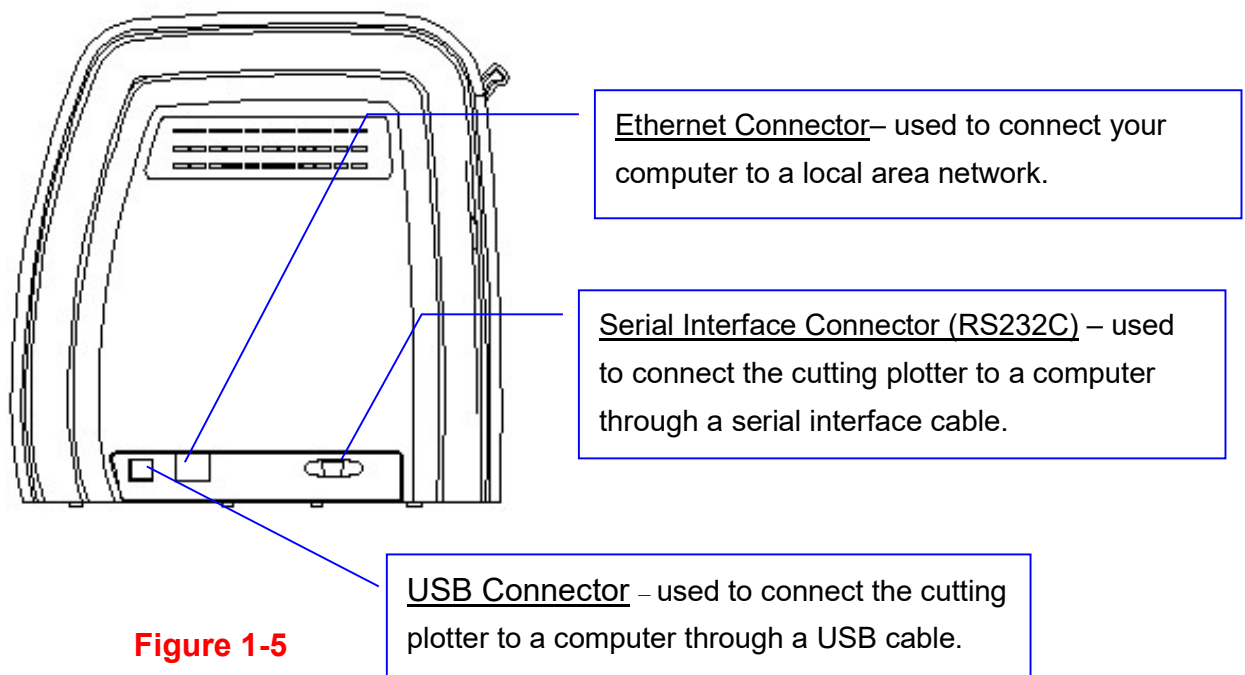 Ethernet Connector– used to connect your
computer to a local area network.
Serial Interface Connector (RS232C) – used
to connect the cutting plotter to a computer
through a serial interface cable.
USB Connector – used to connect the cutting
plotter to a computer through a USB cable.
Figure 1-5